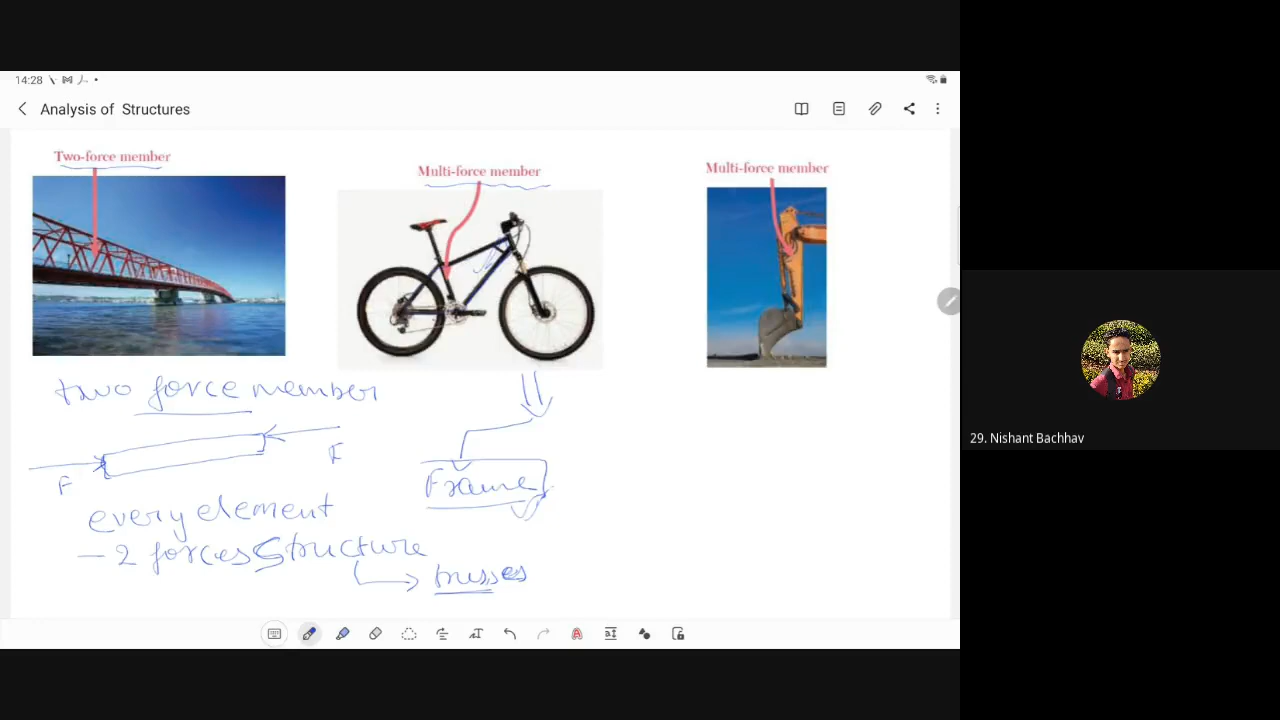 14:28
Analysis of Structures
Two-force member
Multi-force member
Multi-force member
two force member
F
F
Frame
every element
- 2 forces Structure
trusses
29. Nishant Bachhav